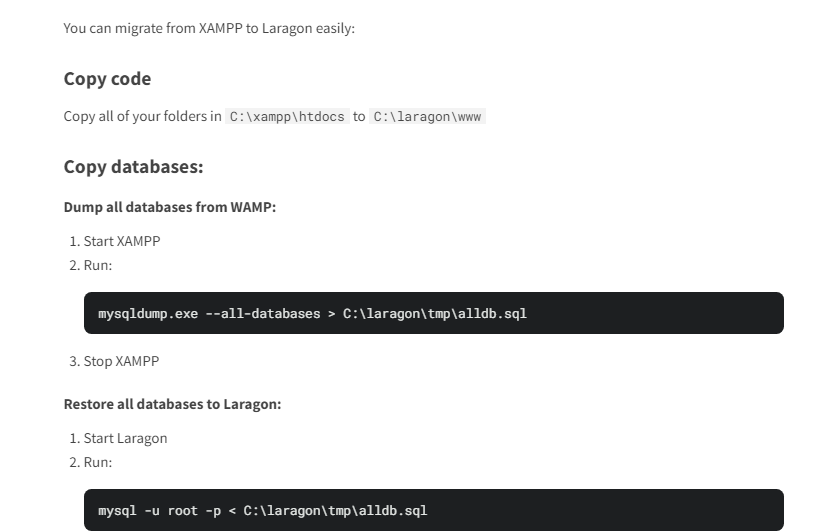 You can migrate from XAMPP to Laragon easily:
Copy code
Copy all of your folders in C:\xampp\htdocs to C:\laragon\www
Copy databases:
Dump all databases from WAMP:
1. Start XAMPP
2. Run:
mysqldump.exe --all-databases > C:\laragon\tmp\alldb.sql
3. Stop XAMPP
Restore all databases to Laragon:
1. Start Laragon
2. Run:
mysql -u root -p < C:\laragon\tmp\alldb.sql